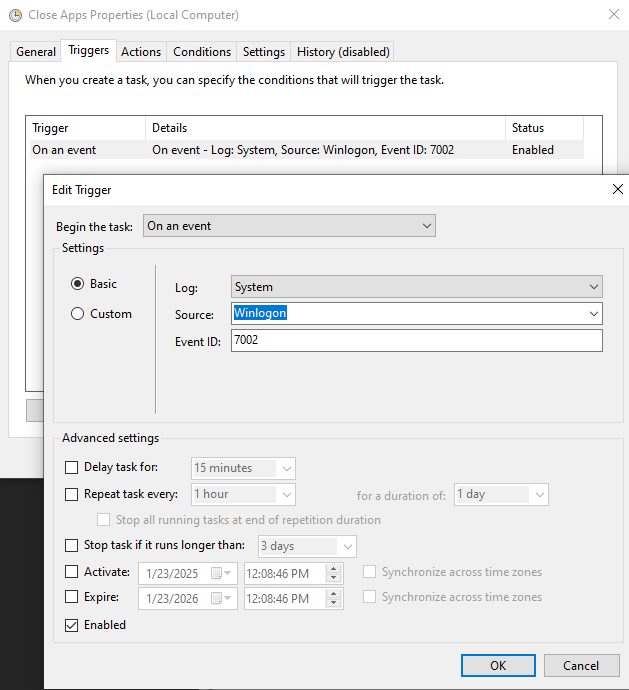 Close Apps Properties (Local Computer)
General Triggers Actions Conditions Settings History (disabled)
When you create a task, you can specify the conditions that will trigger the task.
Trigger Details Status
On an event On event - Log: System, Source: Winlogon, Event ID: 7002 Enabled
Edit Trigger
Begin the task: On an event
Settings
Basic
Custom
Log: System
Source: Winlogon
Event ID: 7002
Advanced settings
Delay task for: 15 minutes
Repeat task every: 1 hour for a duration of: 1 day
Stop all running tasks at end of repetition duration
Stop task if it runs longer than: 3 days
Activate: 1/23/2025 12:08:46 PM Synchronize across time zones
Expire: 1/23/2026 12:08:46 PM Synchronize across time zones
Enabled
OK Cancel